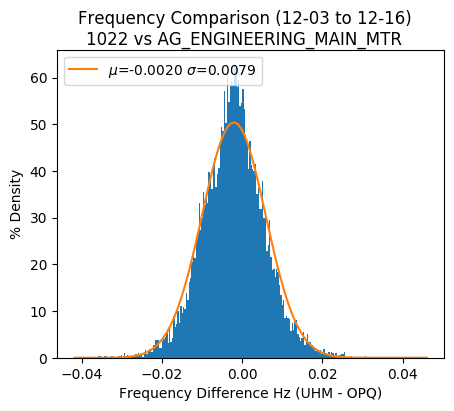 Frequency Comparison (12-03 to 12-16)
1022 vs AG_ENGINEERING_MAIN_MTR
μ=-0.0020 σ=0.0079
60
50
40
30
20
10
0
% Density
−0.04 −0.02 0.00 0.02 0.04
Frequency Difference Hz (UHM - OPQ)